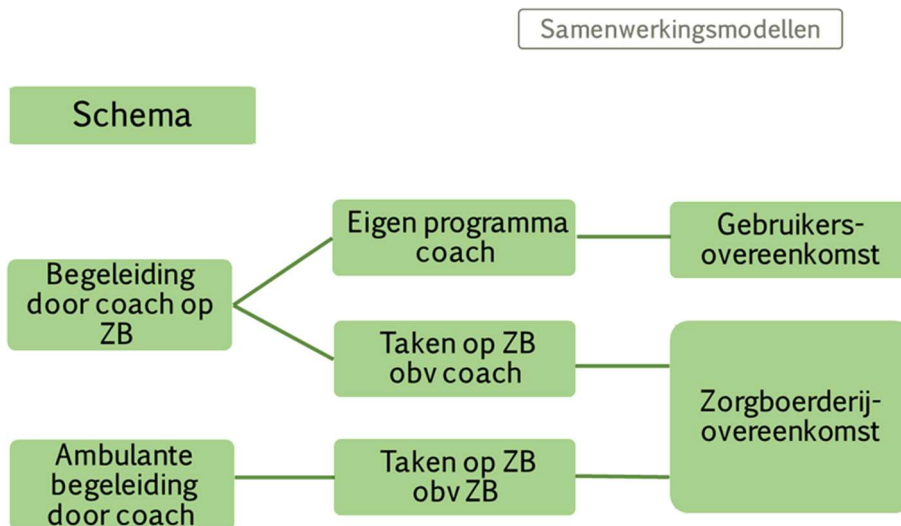 Samenwerkingsmodellen
Schema
Eigen programma
coach
Gebruikers-
overeenkomst
Begeleiding
door coach op
ZB
Taken op ZB
obv coach
Zorgboerderij-
overeenkomst
Ambulante
begeleiding
door coach
Taken op ZB
obv ZB